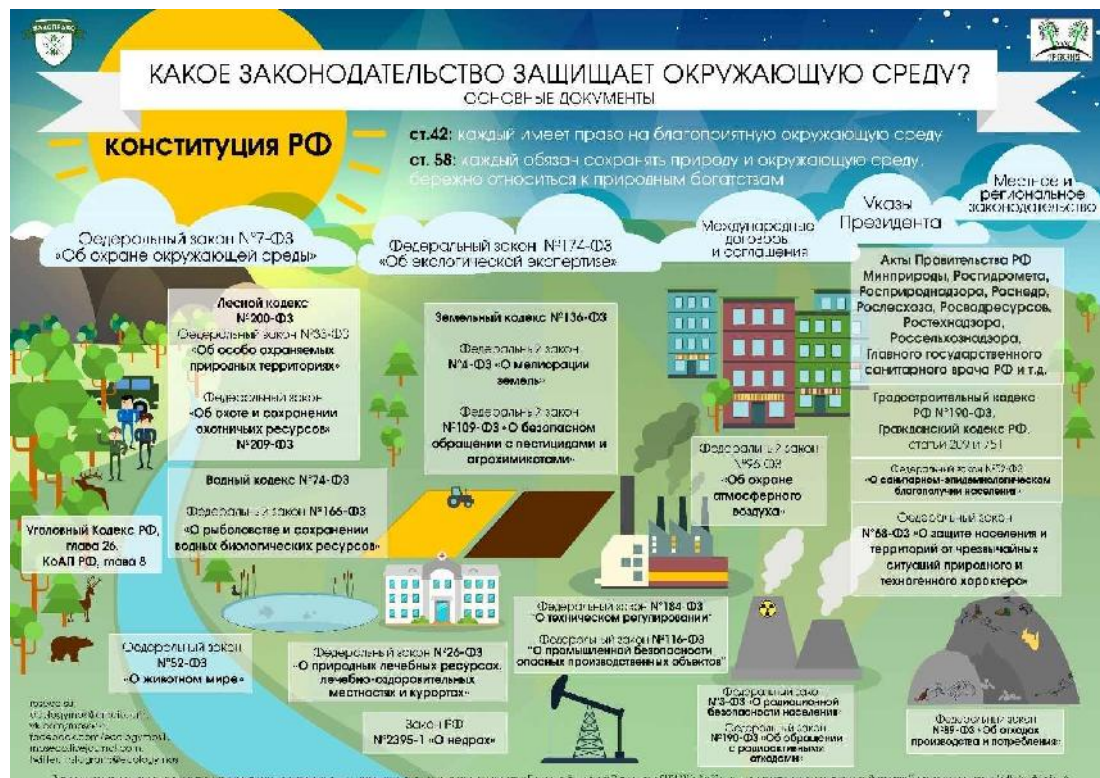 КАКОЕ ЗАКОНОДАТЕЛЬСТВО ЗАЩИЩАЕТ ОКРУЖАЮЩУЮ СРЕДУ?
ОСНОВНЫЕ ДОКУМЕНТЫ
КОНСТИТУЦИЯ РФ
ст.42: каждый имеет право на благоприятную окружающую среду
ст. 58: каждый обязан сохранять природу и окружающую среду,
бережно относиться к природным богатствам
Федеральный закон №7-ФЗ
«Об охране окружающей среды»
Федеральный закон №174-ФЗ
«Об экологической экспертизе»
Международные
договоры
и соглашения
Указы
Президента
Местное и
региональное
законодательство
Лесной кодекс
№200-ФЗ
Федеральный закон №33-ФЗ
«Об особо охраняемых
природных территориях»
Федеральный закон
«Об охоте и сохранении
охотничьих ресурсов»
№209-ФЗ
Земельный кодекс №136-ФЗ
Федеральный закон
№4-ФЗ «О мелиорации
земель»
Федеральный закон
№109-ФЗ «О безопасном
обращении с пестицидами и
агрохимикатами»
Акты Правительства РФ
Минприроды, Росгидромета,
Росприроднадзора, Роснедр,
Рослесхоза, Росводресурсов,
Ростехнадзора,
Россельхознадзора,
Главного государственного
санитарного врача РФ и т.д.
Градостроительный кодекс
РФ №190-ФЗ,
Гражданский кодекс РФ,
статьи 209 и 751
Федеральный закон
№96-ФЗ
«Об охране
атмосферного
воздуха»
Федеральный закон №52-ФЗ
«О санитарно-эпидемиологическом
благополучии населения»
Федеральный закон
№68-ФЗ «О защите населения и
территорий от чрезвычайных
ситуаций природного и
техногенного характера»
Водный кодекс №74-ФЗ
Федеральный закон №166-ФЗ
«О рыболовстве и сохранении
водных биологических ресурсов»
Уголовный Кодекс РФ,
глава 26.
КоАП РФ, глава 8
Федеральный закон
№52-ФЗ
«О животном мире»
Федеральный закон №26-ФЗ
«О природных лечебных ресурсах,
лечебно-оздоровительных
местностях и курортах»
Закон РФ
№2395-1 «О недрах»
Федеральный закон №184-ФЗ
"О техническом регулировании"
Федеральный закон №116-ФЗ
"О промышленной безопасности
опасных производственных объектов"
Федеральный закон
№3-ФЗ «О радиационной
безопасности населения»
Федеральный закон
№190-ФЗ «Об обращении
с радиоактивными
отходами»
Федеральный закон
№89-ФЗ «Об отходах
производства и потребления»